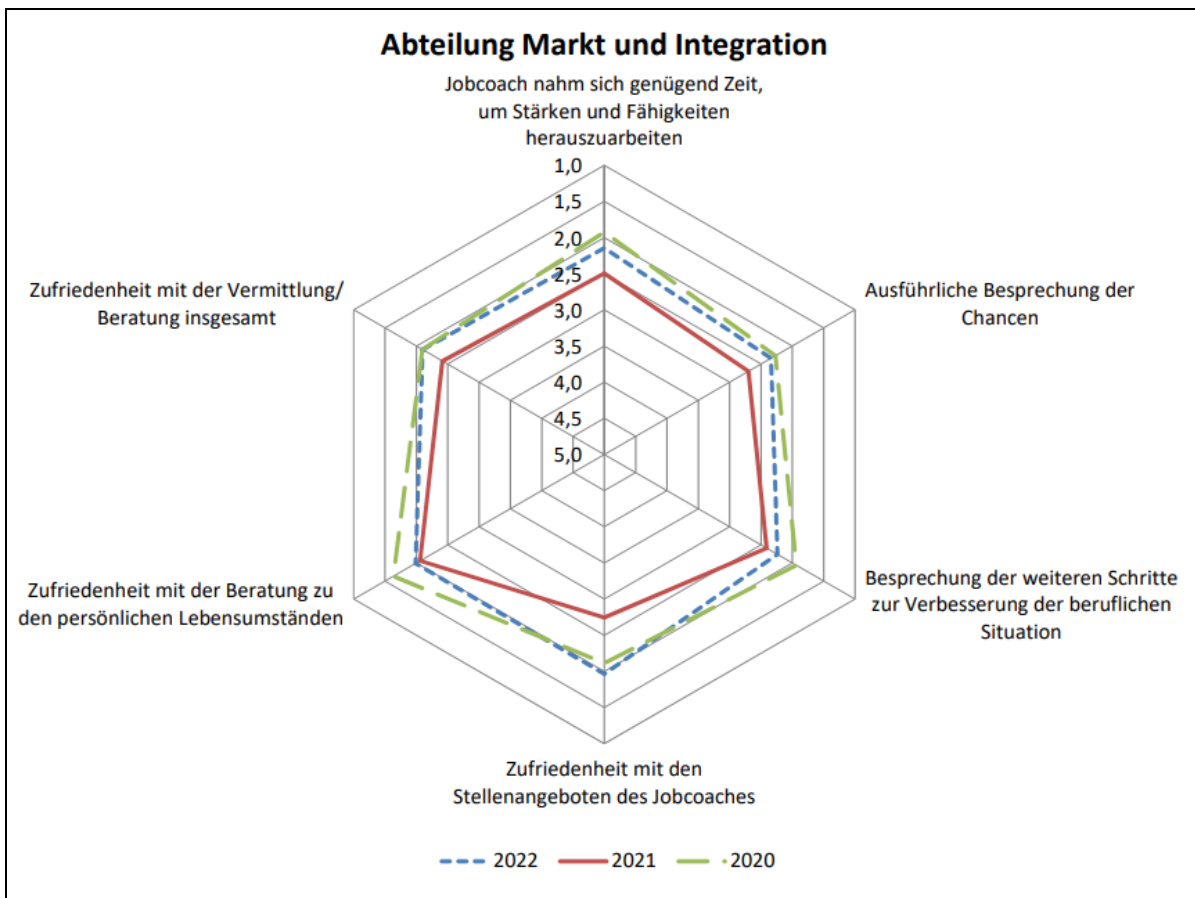 Abteilung Markt und Integration
Jobcoach nahm sich genügend Zeit,
um Stärken und Fähigkeiten
herauszuarbeiten
1,0
1,5
2,0
2,5
3,0
3,5
4,0
4,5
5,0
Ausführliche Besprechung der
Chancen
Besprechung der weiteren Schritte
zur Verbesserung der beruflichen
Situation
Zufriedenheit mit den
Stellenangeboten des Jobcoaches
Zufriedenheit mit der Beratung zu
den persönlichen Lebensumständen
Zufriedenheit mit der Vermittlung/
Beratung insgesamt
2022
2021
2020